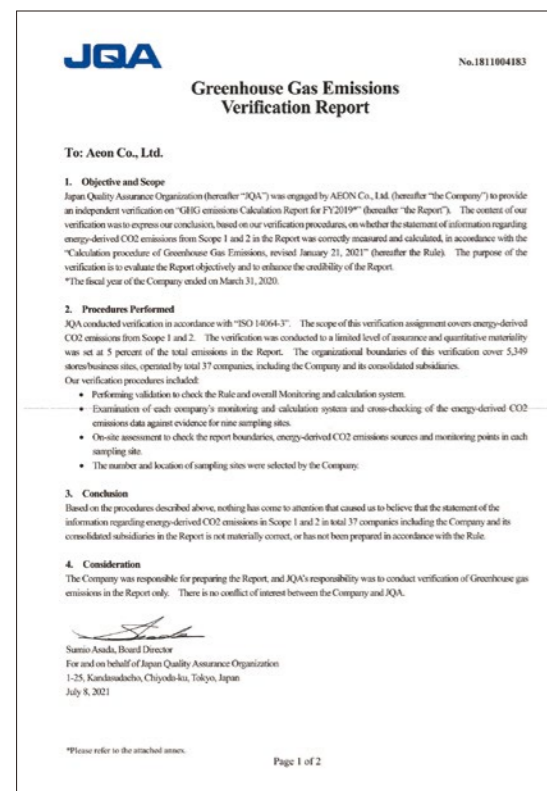 JQA
No.1811004183
Greenhouse Gas Emissions
Verification Report
To: Aeon Co., Ltd.
1. Objective and Scope
Japan Quality Assurance Organization (hereafter "JQA") was engaged by AEON Co., Ltd. (hereafter "the Company") to provide
an independent verification on "GHG emissions Calculation Report for FY2019*" (hereafter "the Report"). The content of our
verification was to express our conclusion, based on our verification procedures, on whether the statement of information regarding
energy-derived CO2 emissions from Scope 1 and 2 in the Report was correctly measured and calculated, in accordance with the
"Calculation procedure of Greenhouse Gas Emissions, revised January 21, 2021" (hereafter the Rule). The purpose of the
verification is to evaluate the Report objectively and to enhance the credibility of the Report.
*The fiscal year of the Company ended on March 31, 2020.
2. Procedures Performed
JQA conducted verification in accordance with "ISO 14064-3". The scope of this verification assignment covers energy-derived
CO2 emissions from Scope 1 and 2. The verification was conducted to a limited level of assurance and quantitative materiality
was set at 5 percent of the total emissions in the Report. The organizational boundaries of this verification cover 5,349
stores/business sites, operated by total 37 companies, including the Company and its consolidated subsidiaries.
Our verification procedures included:
• Performing validation to check the Rule and overall Monitoring and calculation system.
• Examination of each company's monitoring and calculation system and cross-checking of the energy-derived CO2
emissions data against evidence for nine sampling sites.
• On-site assessment to check the report boundaries, energy-derived CO2 emissions sources and monitoring points in each
sampling site.
• The number and location of sampling sites were selected by the Company.
3. Conclusion
Based on the procedures described above, nothing has come to attention that caused us to believe that the statement of the
information regarding energy-derived CO2 emissions in Scope 1 and 2 in total 37 companies including the Company and its
consolidated subsidiaries in the Report is not materially correct, or has not been prepared in accordance with the Rule.
4. Consideration
The Company was responsible for preparing the Report, and JQA's responsibility was to conduct verification of Greenhouse gas
emissions in the Report only. There is no conflict of interest between the Company and JQA.
Sumio Asada, Board Director
For and on behalf of Japan Quality Assurance Organization
1-25, Kandasudacho, Chiyoda-ku, Tokyo, Japan
July 8, 2021
*Please refer to the attached annex.
Page 1 of 2